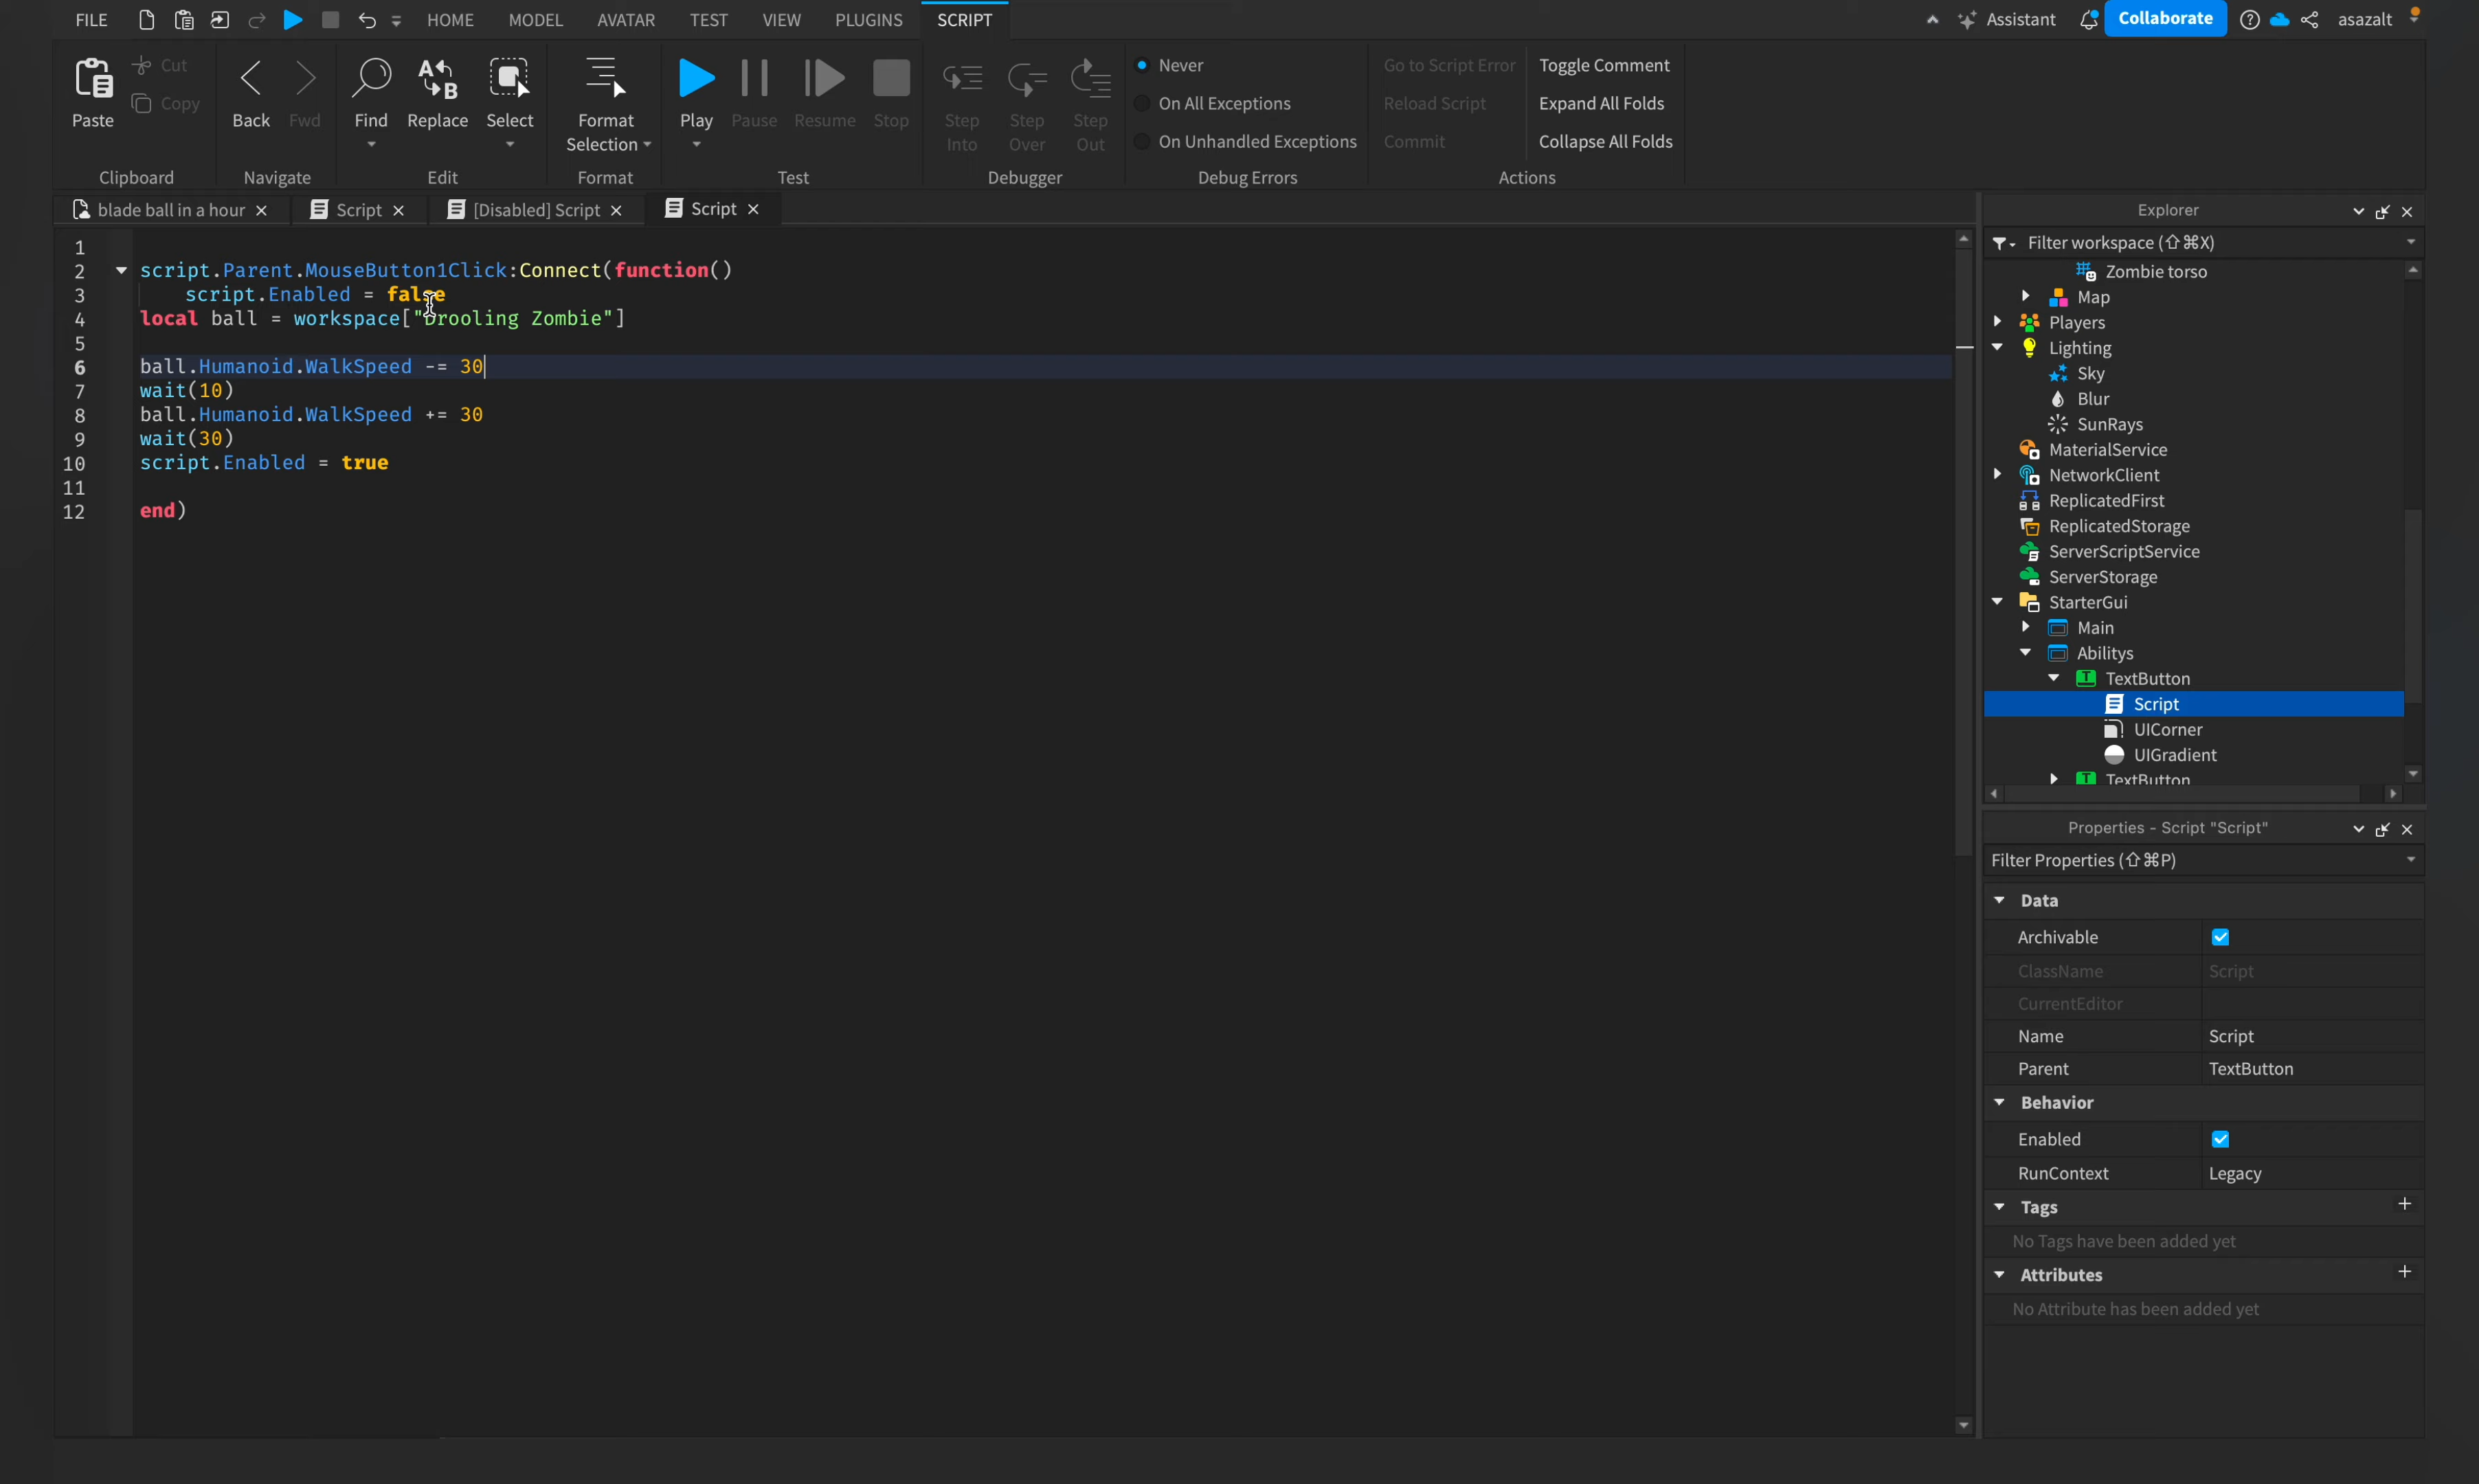 FILE HOME MODEL AVATAR TEST VIEW PLUGINS SCRIPT Assistant Collaborate asazalt
Paste
Cut
Copy
Clipboard
Back Fwd
Navigate
Find Replace Select
Edit
Format
Selection
Format
Play Pause Resume Stop
Test
Step
Into
Step
Over
Step
Out
Debugger
Never
On All Exceptions
On Unhandled Exceptions
Debug Errors
Go to Script Error
Reload Script
Commit
Toggle Comment
Expand All Folds
Collapse All Folds
Actions
blade ball in a hour Script [Disabled] Script Script
1
2 script.Parent.MouseButton1Click:Connect(function()
3 script.Enabled = false
4 local ball = workspace["Drooling Zombie"]
5
6 ball.Humanoid.WalkSpeed -= 30
7 wait(10)
8 ball.Humanoid.WalkSpeed += 30
9 wait(30)
10 script.Enabled = true
11
12 end)
Explorer
Filter workspace (⇧⌘X)
Zombie torso
Map
Players
Lighting
Sky
Blur
SunRays
MaterialService
NetworkClient
ReplicatedFirst
ReplicatedStorage
ServerScriptService
ServerStorage
StarterGui
Main
Abilitys
TextButton
Script
UICorner
UIGradient
TextButton
Properties - Script "Script"
Filter Properties (⇧⌘P)
Data
Archivable
ClassName Script
CurrentEditor
Name Script
Parent TextButton
Behavior
Enabled
RunContext Legacy
Tags
No Tags have been added yet
Attributes
No Attribute has been added yet